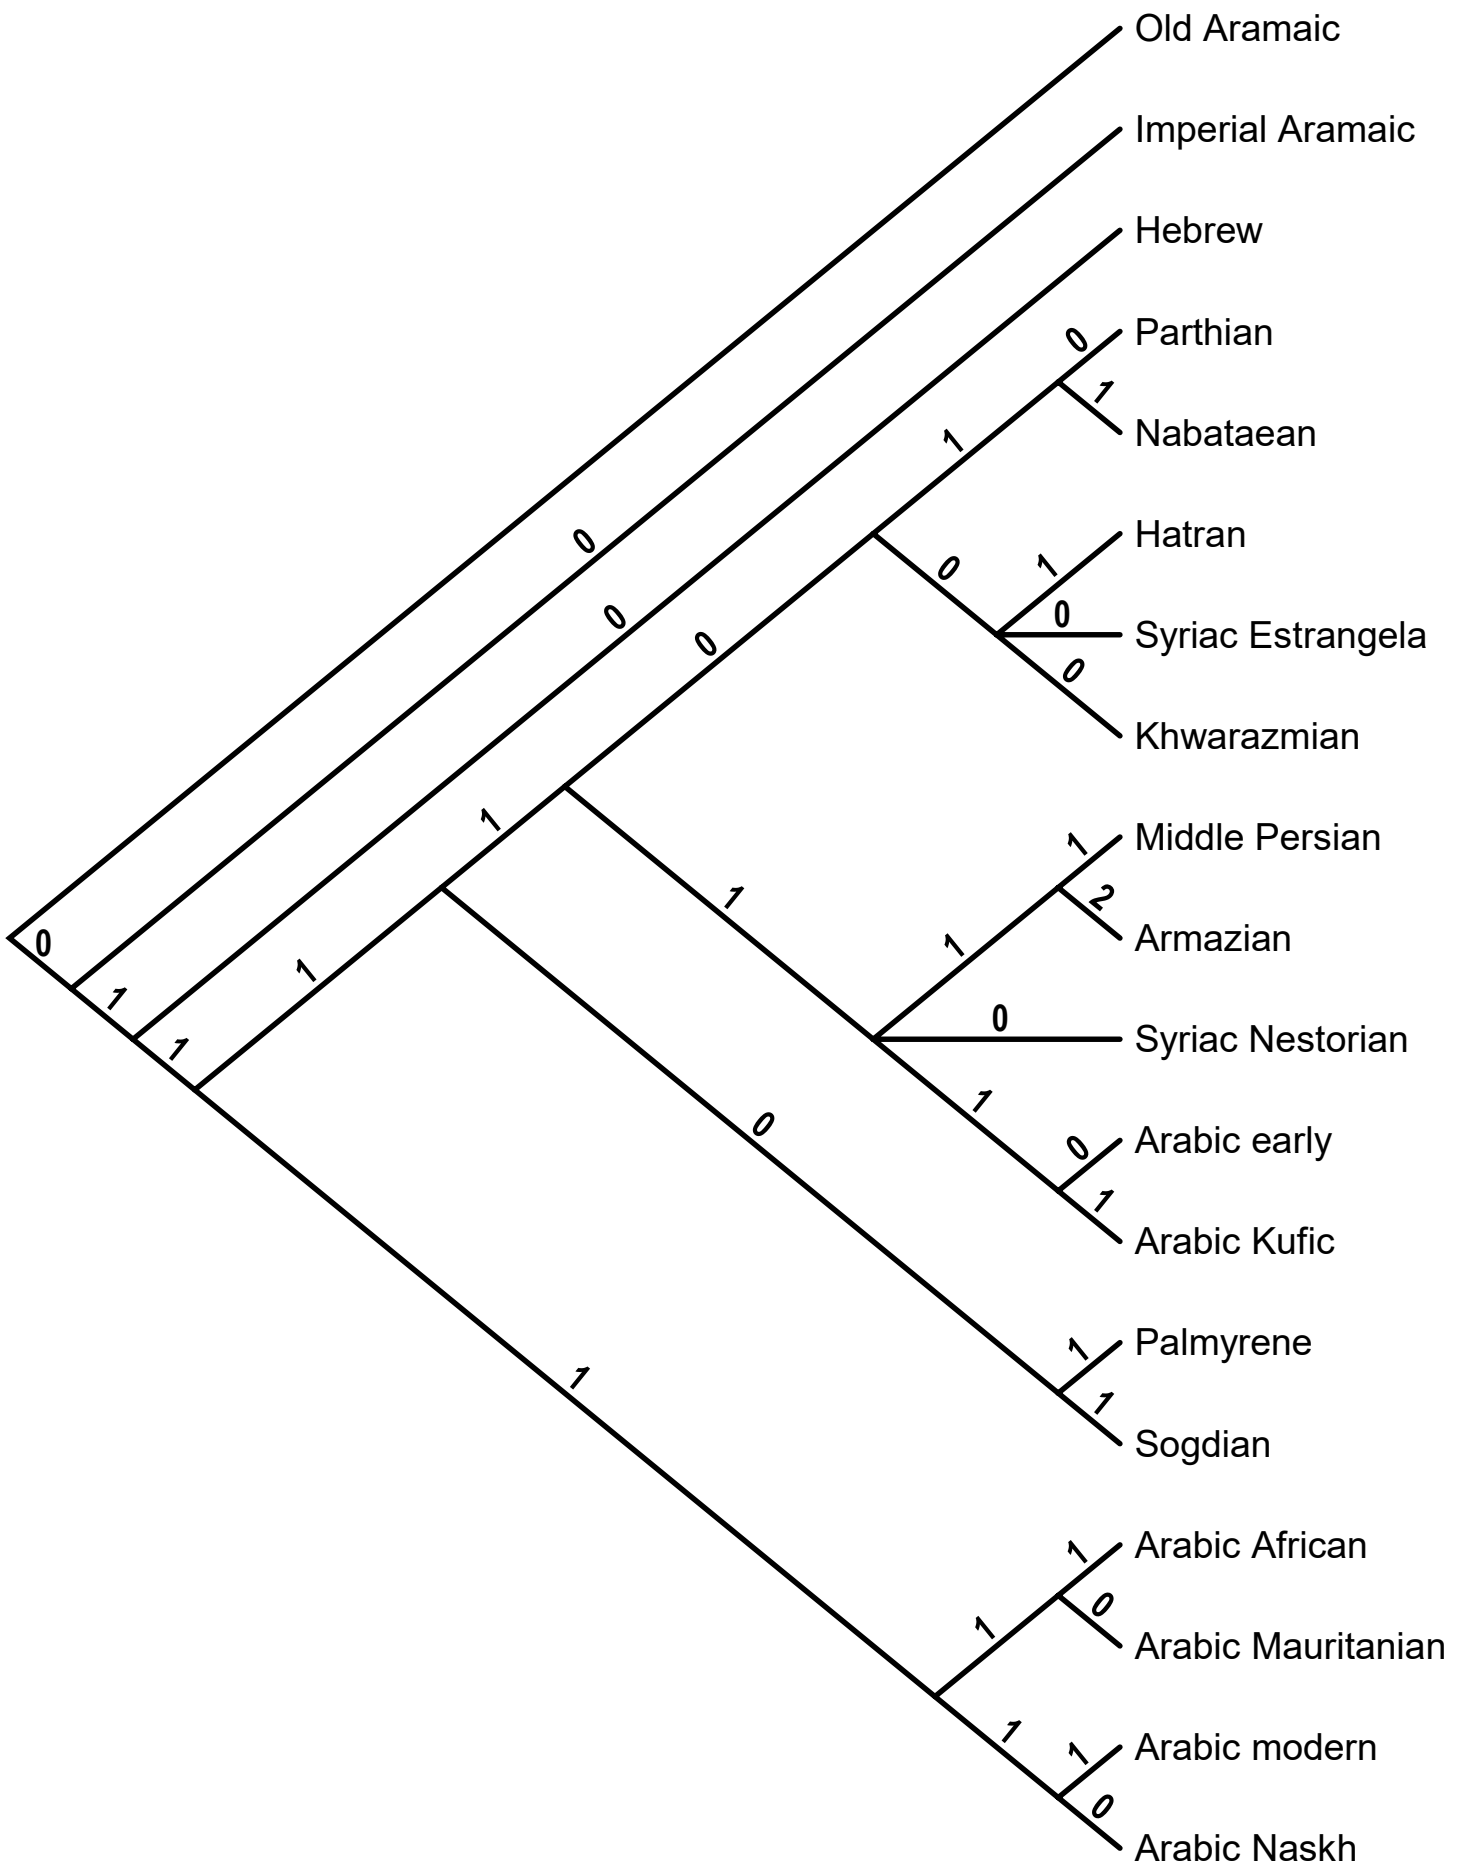 Old Aramaic
Imperial Aramaic
Hebrew
0
Parthian
1
Nabataean
1
Hatran
1
0
0
Syriac Estrangela
0
0
0
0
Khwarazmian
1
1
Middle Persian
1
2
Armazian
1
0
1
0
Syriac Nestorian
1
1
1
0
Arabic early
1
Arabic Kufic
0
1
Palmyrene
1
Sogdian
1
1
Arabic African
0
1
Arabic Mauritanian
1
1
Arabic modern
0
Arabic Naskh